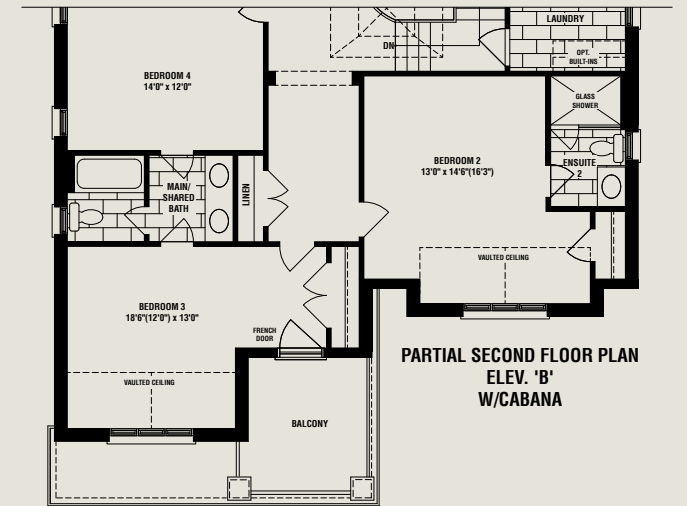 LAUNDRY
OPT.
BUILT-INS
DN
BEDROOM 4
14'0" x 12'0"
GLASS
SHOWER
BEDROOM 2
13'0" x 14'6"(16'3")
ENSUITE
2
MAIN/
SHARED
BATH
LINEN
VAULTED CEILING
BEDROOM 3
18'6"(12'0") x 13'0"
FRENCH
DOOR
VAULTED CEILING
BALCONY
PARTIAL SECOND FLOOR PLAN
ELEV. 'B'
W/CABANA